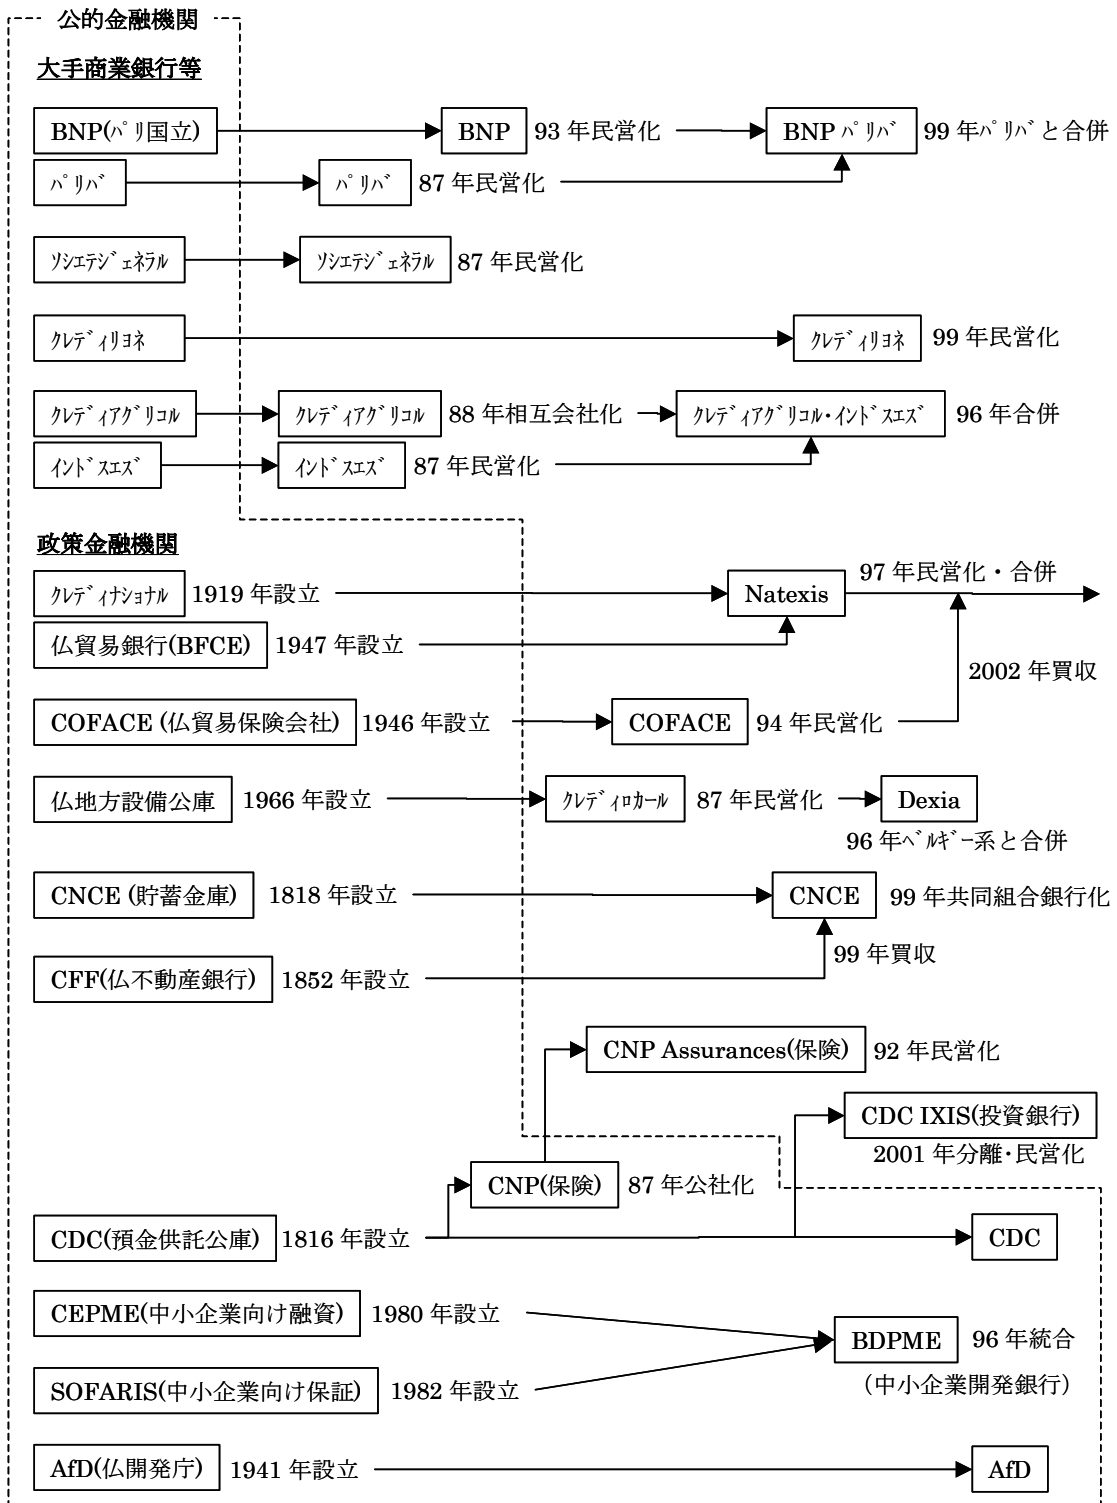 公的金融機関
大手商業銀行等
BNP(ﾊﾟﾘ国立) BNP 93 年民営化 BNP ﾊﾟﾘﾊﾞ 99 年ﾊﾟﾘﾊﾞと合併
ﾊﾟﾘﾊﾞ ﾊﾟﾘﾊﾞ 87 年民営化
ｿｼｴﾃｼﾞｪﾈﾗﾙ ｿｼｴﾃｼﾞｪﾈﾗﾙ 87 年民営化
ｸﾚﾃﾞｨﾘﾖﾈ ｸﾚﾃﾞｨﾘﾖﾈ 99 年民営化
ｸﾚﾃﾞｨｱｸﾞﾘｺﾙ ｸﾚﾃﾞｨｱｸﾞﾘｺﾙ 88 年相互会社化 ｸﾚﾃﾞｨｱｸﾞﾘｺﾙ･ｲﾝﾄﾞｽｴｽﾞ 96 年合併
ｲﾝﾄﾞｽｴｽﾞ ｲﾝﾄﾞｽｴｽﾞ 87 年民営化
政策金融機関
97 年民営化・合併
ｸﾚﾃﾞｨﾅｼｮﾅﾙ 1919 年設立 Natexis
仏貿易銀行(BFCE) 1947 年設立
2002 年買収
COFACE (仏貿易保険会社) 1946 年設立 COFACE 94 年民営化
仏地方設備公庫 1966 年設立 ｸﾚﾃﾞｨﾛｶｰﾙ 87 年民営化 Dexia
96 年ﾍﾞﾙｷﾞｰ系と合併
CNCE (貯蓄金庫) 1818 年設立 CNCE 99 年共同組合銀行化
99 年買収
CFF(仏不動産銀行) 1852 年設立
CNP Assurances(保険) 92 年民営化
CDC IXIS(投資銀行)
2001 年分離･民営化
CNP(保険) 87 年公社化
CDC(預金供託公庫) 1816 年設立 CDC
CEPME(中小企業向け融資) 1980 年設立
BDPME 96 年統合
（中小企業開発銀行）
SOFARIS(中小企業向け保証) 1982 年設立
AfD(仏開発庁) 1941 年設立 AfD